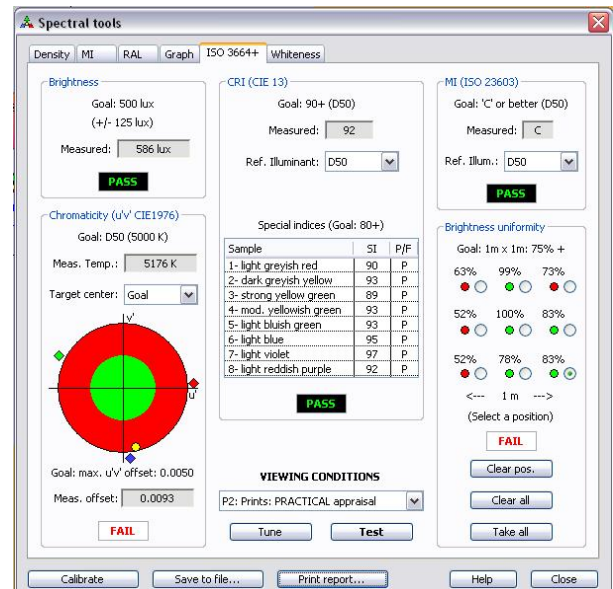 Spectral tools
Density MI RAL Graph ISO 3664+ Whiteness
Brightness
Goal: 500 lux
(+/- 125 lux)
Measured: 586 lux
PASS
Chromaticity (u'v' CIE1976)
Goal: D50 (5000 K)
Meas. Temp.: 5176 K
Target center: Goal
v'
u'
Goal: max. u'v' offset: 0.0050
Meas. offset: 0.0093
FAIL
CRI (CIE 13)
Goal: 90+ (D50)
Measured: 92
Ref. Illuminant: D50
Special indices (Goal: 80+)
Sample SI P/F
1- light greyish red 90 P
2- dark greyish yellow 93 P
3- strong yellow green 89 P
4- mod. yellowish green 93 P
5- light bluish green 93 P
6- light blue 95 P
7- light violet 97 P
8- light reddish purple 92 P
PASS
VIEWING CONDITIONS
P2: Prints: PRACTICAL appraisal
Tune Test
MI (ISO 23603)
Goal: 'C' or better (D50)
Measured: C
Ref. Illum.: D50
PASS
Brightness uniformity
Goal: 1m x 1m: 75% +
63% 99% 73%
52% 100% 83%
52% 78% 83%
<--- 1 m --->
(Select a position)
FAIL
Clear pos.
Clear all
Take all
Calibrate Save to file... Print report... Help Close